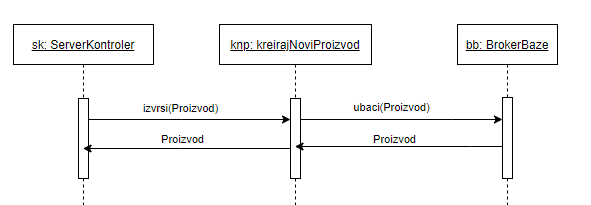 sk: ServerKontroler
knp: kreirajNoviProizvod
bb: BrokerBaze
izvrsi(Proizvod)
ubaci(Proizvod)
Proizvod
Proizvod